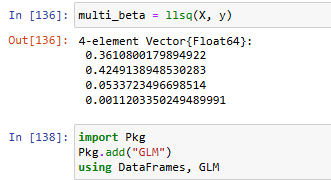 In [136]: multi_beta = llsq(X, y)
Out[136]: 4-element Vector{Float64}:
0.3610800179894922
0.4249138948530283
0.0533723496698514
0.0011203350249489991
In [138]: import Pkg
Pkg.add("GLM")
using DataFrames, GLM